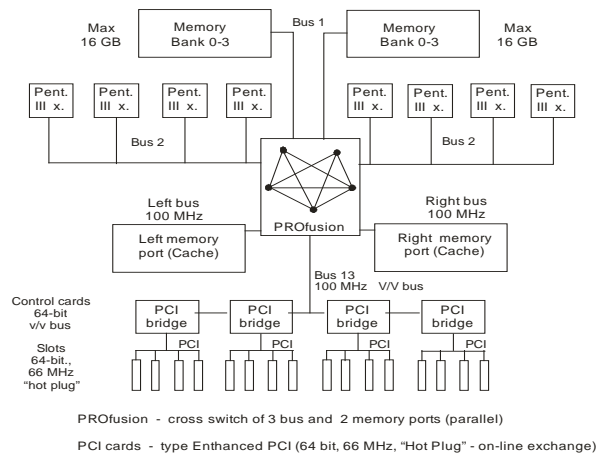 Max
16 GB
Memory
Bank 0-3
Bus 1
Memory
Bank 0-3
Max
16 GB
Pent.
III x.
Pent.
III x.
Pent.
III x.
Pent.
III x.
Pent.
III x.
Pent.
III x.
Pent.
III x.
Pent.
III x.
Bus 2
Bus 2
PROfusion
Left bus
100 MHz
Left memory
port (Cache)
Right bus
100 MHz
Right memory
port (Cache)
Bus 13
100 MHz V/V bus
Control cards
64-bit
v/v bus
PCI
bridge
PCI
bridge
PCI
bridge
PCI
bridge
Slots
64-bit.,
66 MHz
“hot plug”
PCI
PCI
PCI
PCI
PROfusion - cross switch of 3 bus and 2 memory ports (parallel)
PCI cards - type Enhanced PCI (64 bit, 66 MHz, “Hot Plug” - on-line exchange)